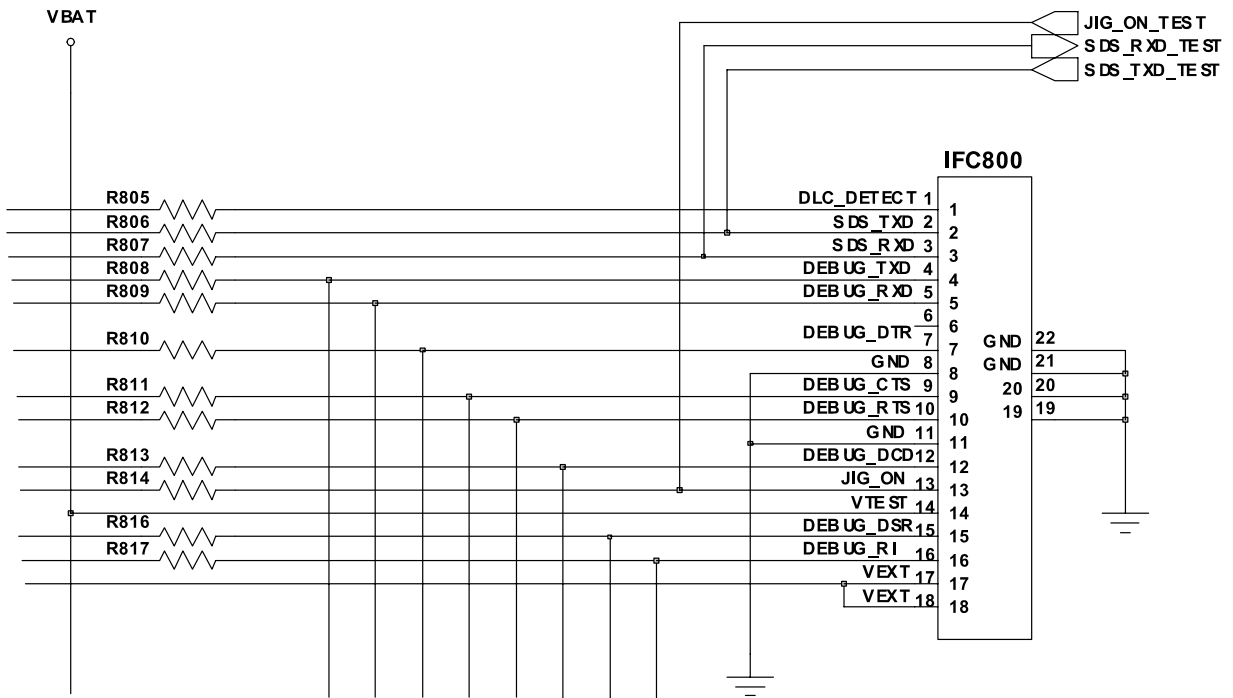 VBAT
JIG_ON_TEST
SDS_RXD_TEST
SDS_TXD_TEST
IFC800
R805 DLC_DETECT 1 1
R806 SDS_TXD 2 2
R807 SDS_RXD 3 3
R808 DEBUG_TXD 4 4
R809 DEBUG_RXD 5 5
6 6
R810 DEBUG_DTR 7 7 GND 22
GND 8 8 GND 21
R811 DEBUG_CTS 9 9 20 20
R812 DEBUG_RTS 10 10 19 19
GND 11 11
R813 DEBUG_DCD 12 12
R814 JIG_ON 13 13
VTEST 14 14
R816 DEBUG_DSR 15 15
R817 DEBUG_RI 16 16
VEXT 17 17
VEXT 18 18